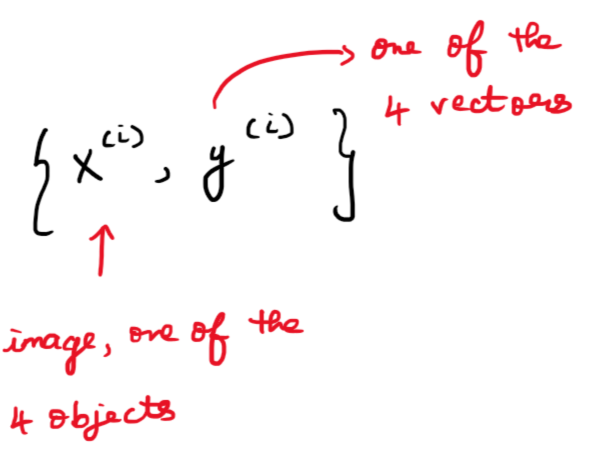 one of the
4 vectors
{ x^(i), y^(i) }
image, one of the
4 objects